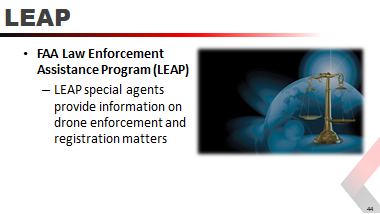 LEAP
• FAA Law Enforcement
Assistance Program (LEAP)
– LEAP special agents
provide information on
drone enforcement and
registration matters
44